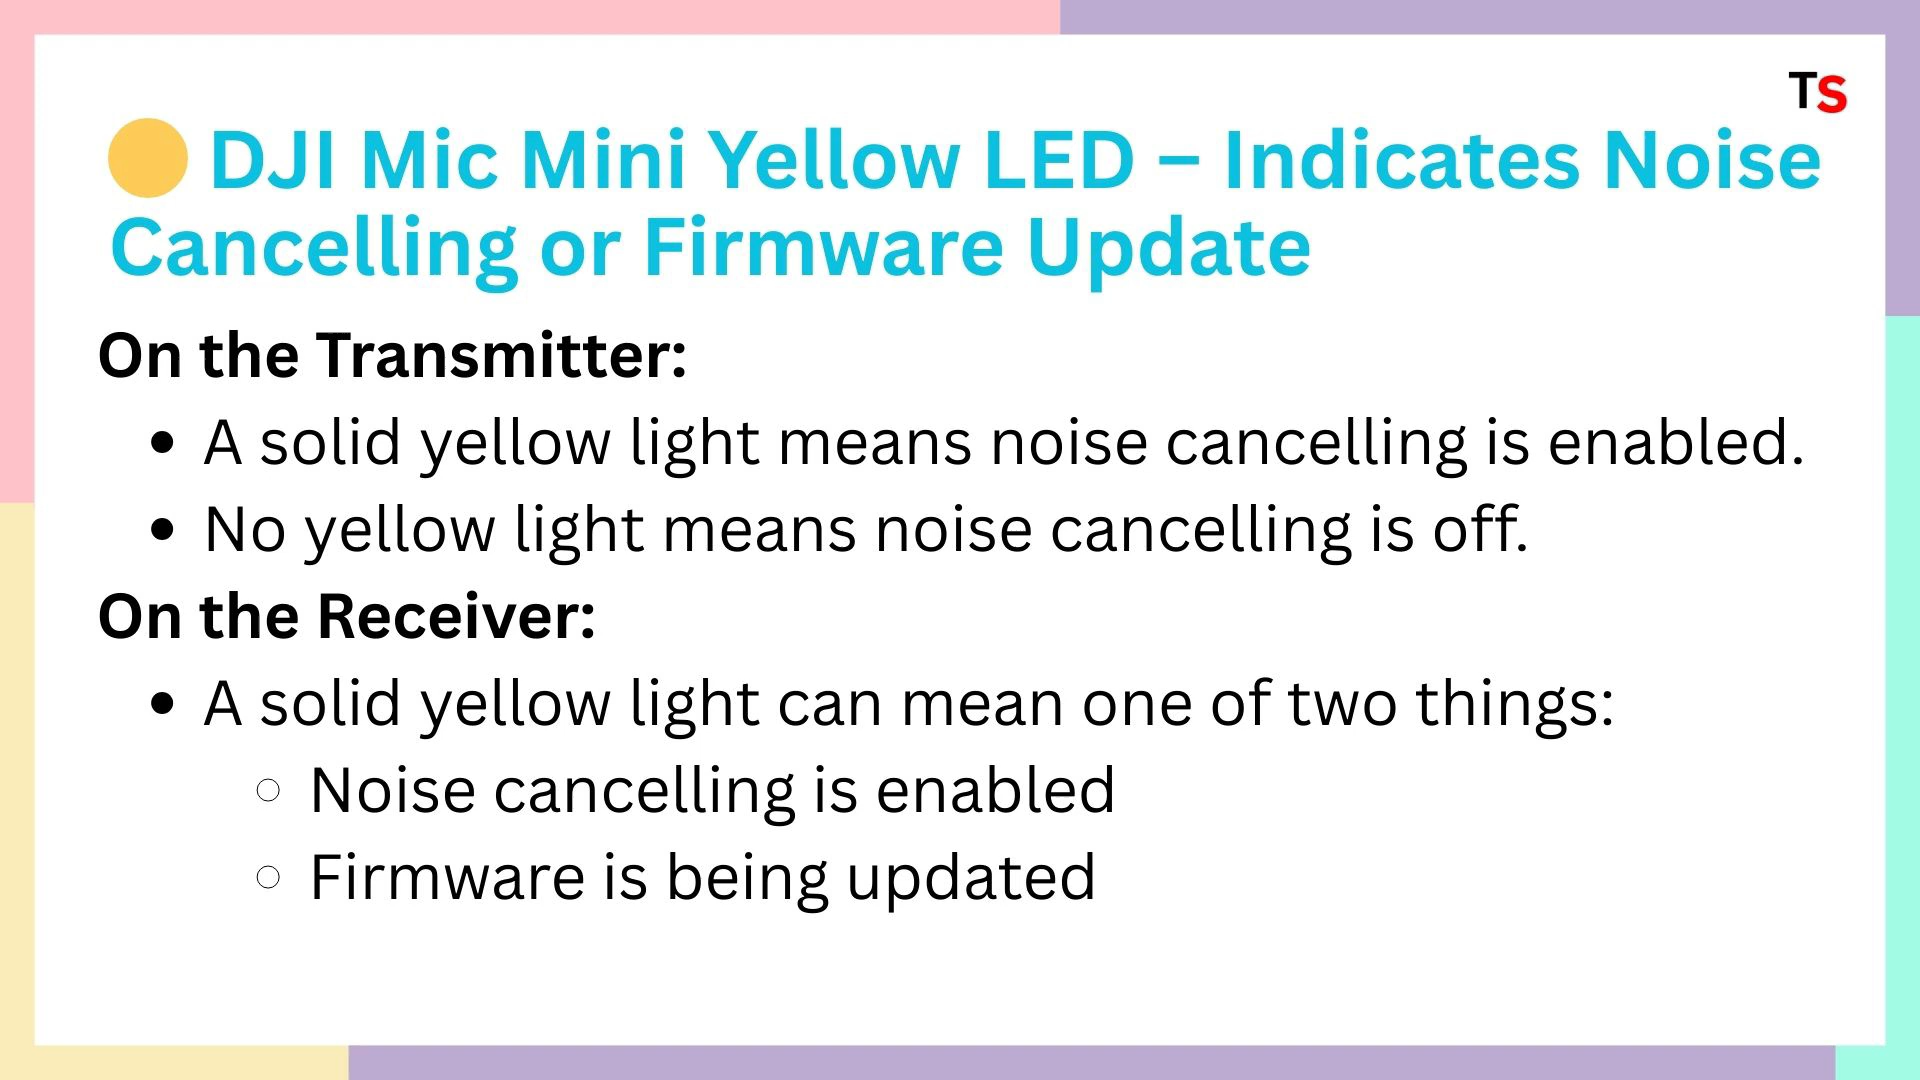 TS
DJI Mic Mini Yellow LED – Indicates Noise
Cancelling or Firmware Update
On the Transmitter:
A solid yellow light means noise cancelling is enabled.
No yellow light means noise cancelling is off.
On the Receiver:
A solid yellow light can mean one of two things:
Noise cancelling is enabled
Firmware is being updated